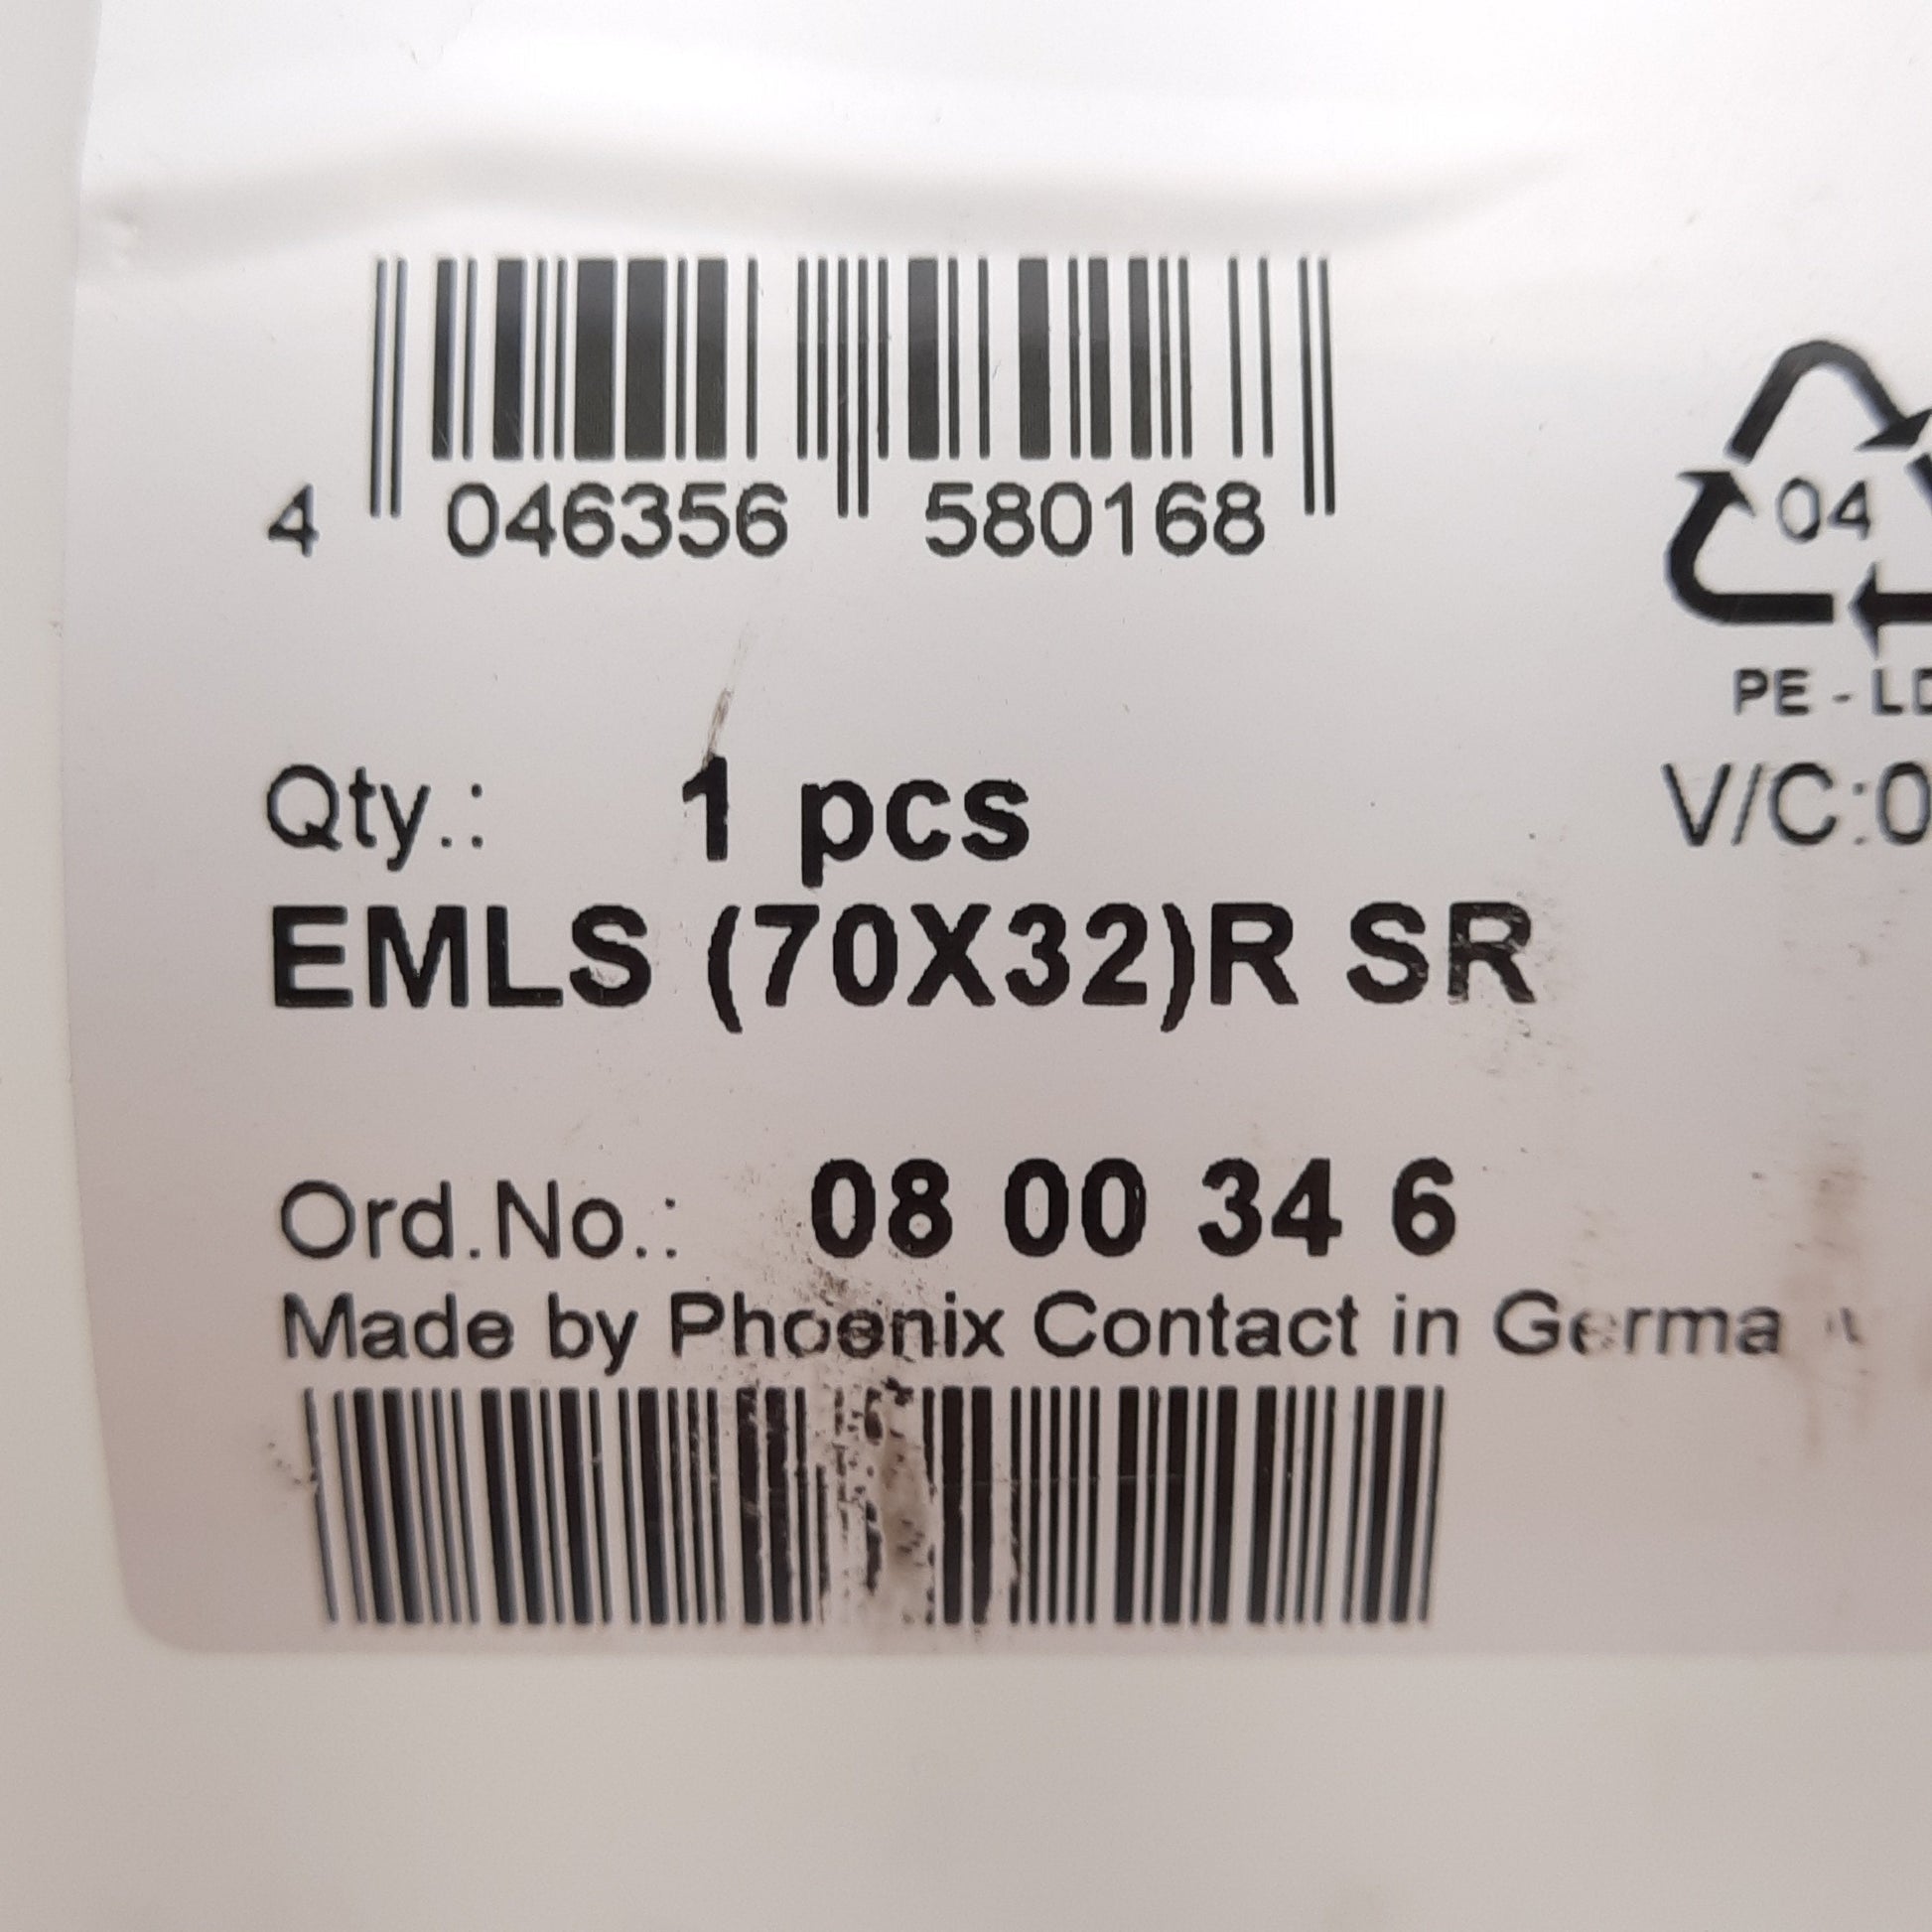 4 046356 580168
04
PE - LD
Qty.: 1 pcs
V/C:0
EMLS (70X32)R SR
Ord.No.: 08 00 34 6
Made by Phoenix Contact in